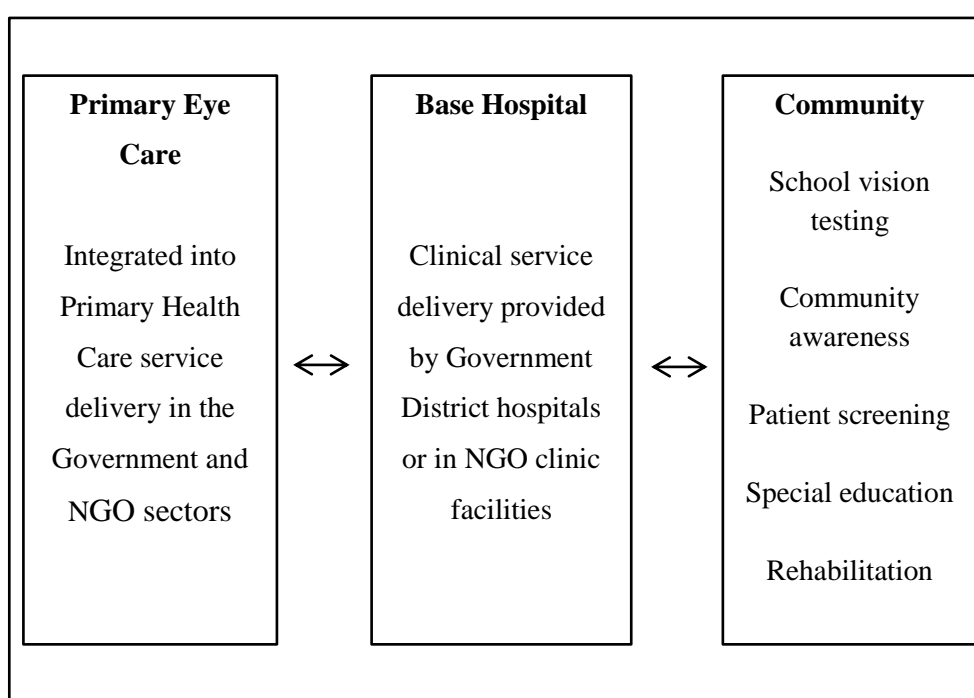 Primary Eye
Care
Integrated into
Primary Health
Care service
delivery in the
Government and
NGO sectors
Base Hospital
Clinical service
delivery provided
by Government
District hospitals
or in NGO clinic
facilities
Community
School vision
testing
Community
awareness
Patient screening
Special education
Rehabilitation